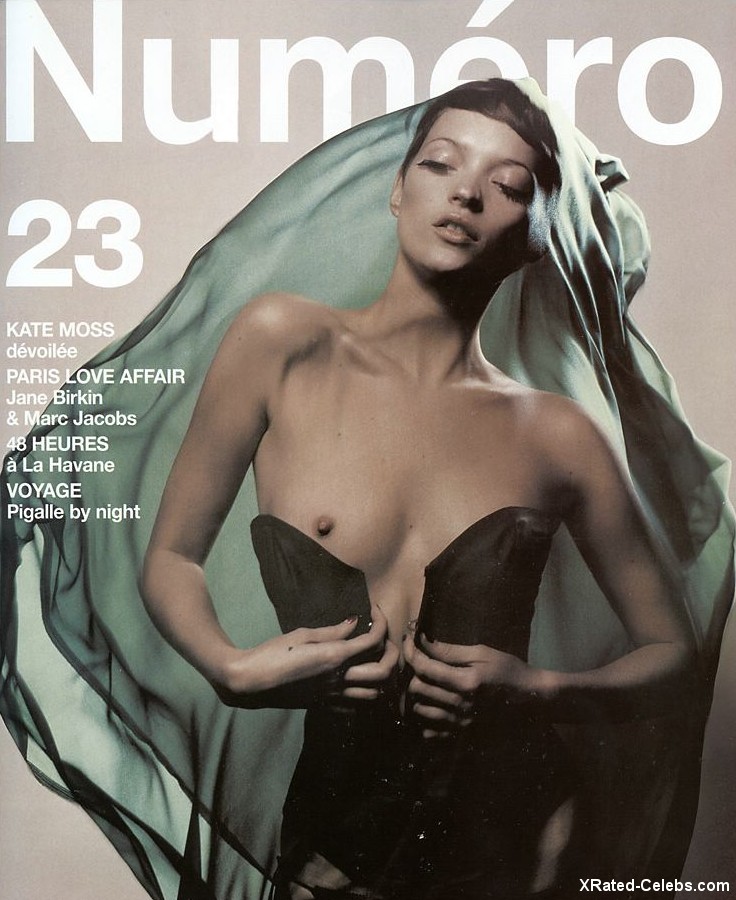 Numéro
23
KATE MOSS
dévoilée
PARIS LOVE AFFAIR
Jane Birkin
& Marc Jacobs
48 HEURES
à La Havane
VOYAGE
Pigalle by night
XRated-Celebs.com